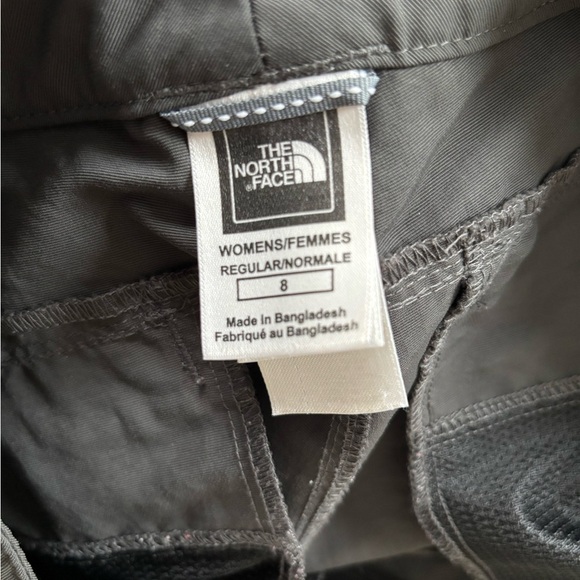 THE
NORTH
FACE®
WOMENS/FEMMES
REGULAR/NORMALE
8
Made in Bangladesh
Fabriqué au Bangladesh